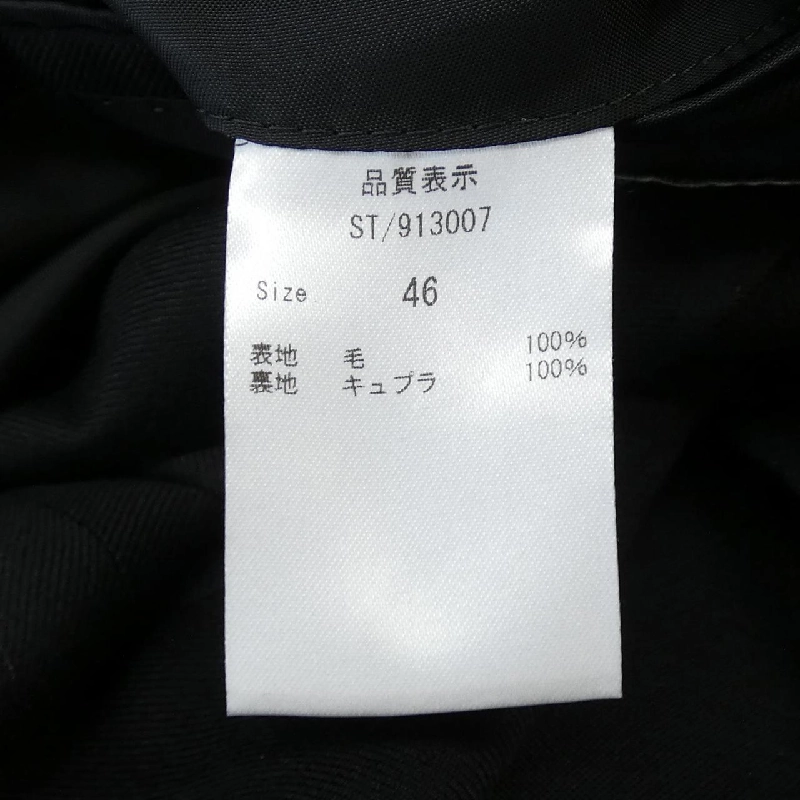 品質表示
ST/913007
Size 46
表地 毛 100%
裏地 キュプラ 100%